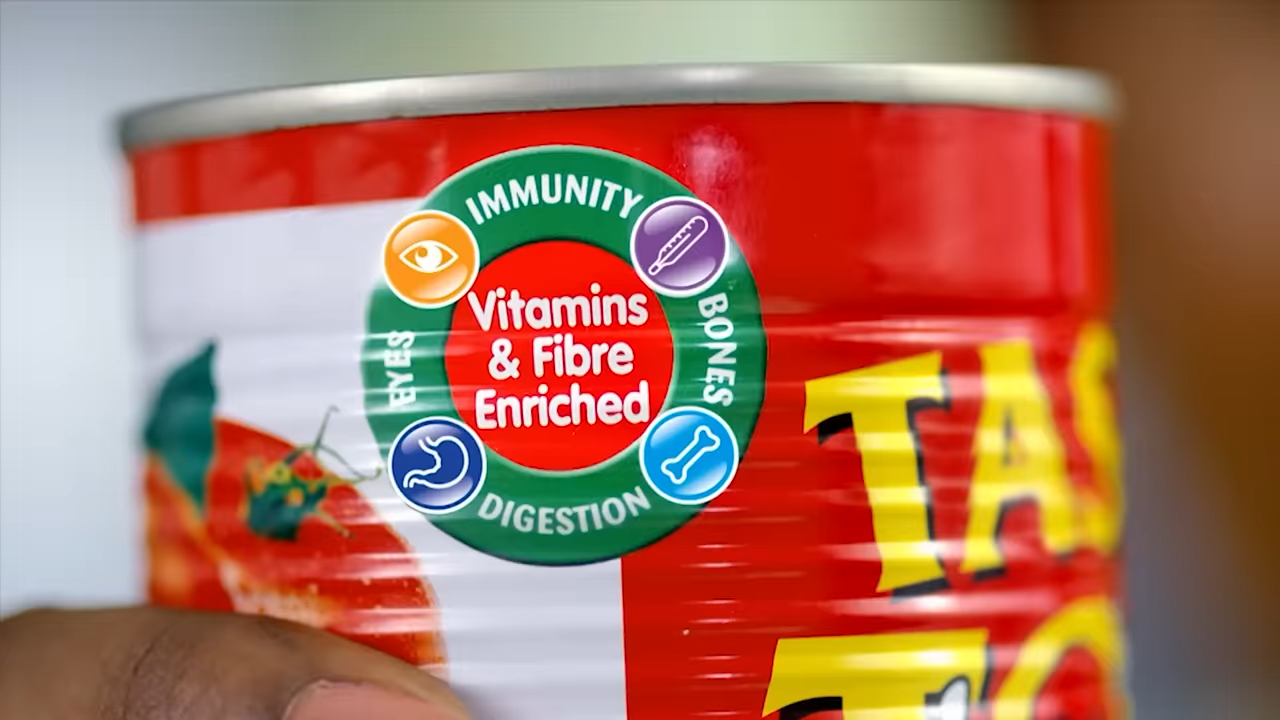 IMMUNITY
Vitamins
& Fibre
Enriched
EYES
BONES
DIGESTION